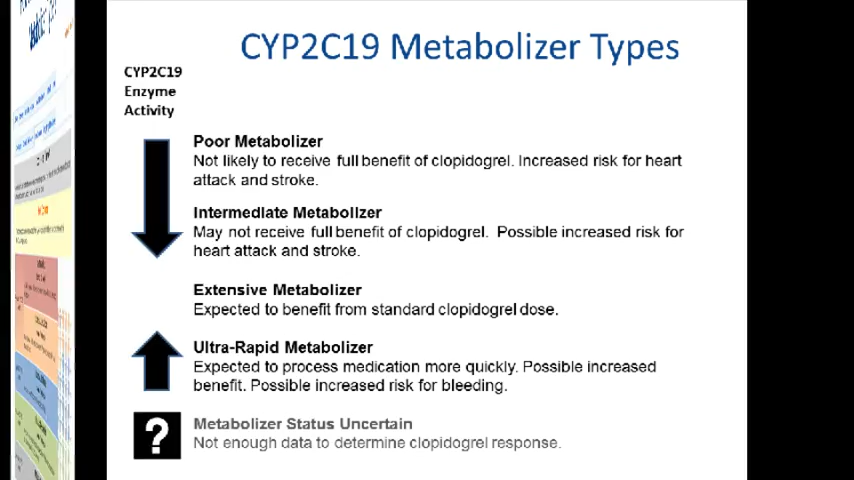 CYP2C19 Metabolizer Types
CYP2C19
Enzyme
Activity
Poor Metabolizer
Not likely to receive full benefit of clopidogrel. Increased risk for heart
attack and stroke.
Intermediate Metabolizer
May not receive full benefit of clopidogrel. Possible increased risk for
heart attack and stroke.
Extensive Metabolizer
Expected to benefit from standard clopidogrel dose.
Ultra-Rapid Metabolizer
Expected to process medication more quickly. Possible increased
benefit. Possible increased risk for bleeding.
?
Metabolizer Status Uncertain
Not enough data to determine clopidogrel response.